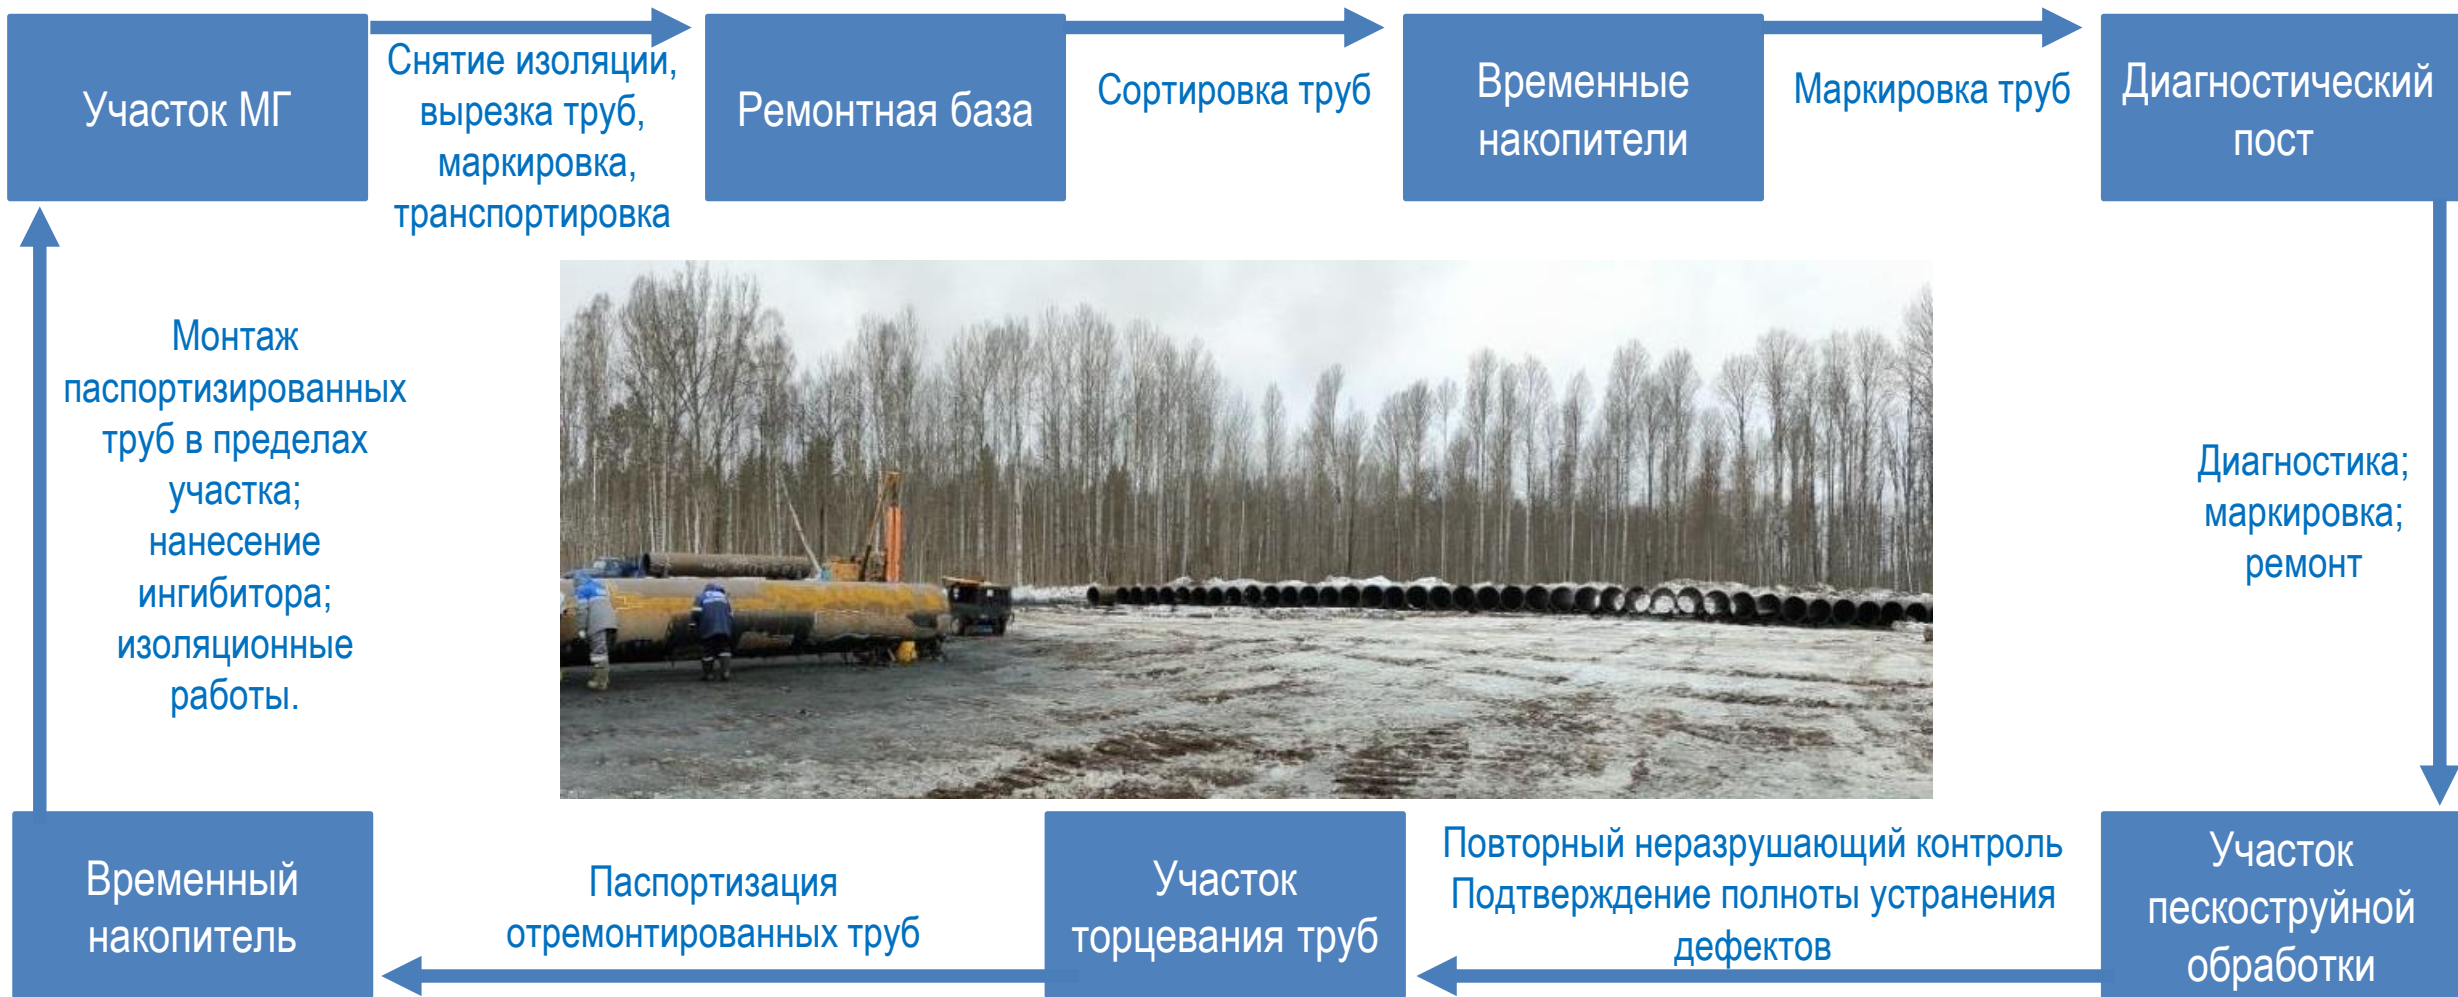 Участок МГ
Снятие изоляции,
вырезка труб,
маркировка,
транспортировка
Ремонтная база
Сортировка труб
Временные
накопители
Маркировка труб
Диагностический
пост
Диагностика;
маркировка;
ремонт
Участок
пескоструйной
обработки
Повторный неразрушающий контроль
Подтверждение полноты устранения
дефектов
Участок
торцевания труб
Паспортизация
отремонтированных труб
Временный
накопитель
Монтаж
паспортизированных
труб в пределах
участка;
нанесение
ингибитора;
изоляционные
работы.